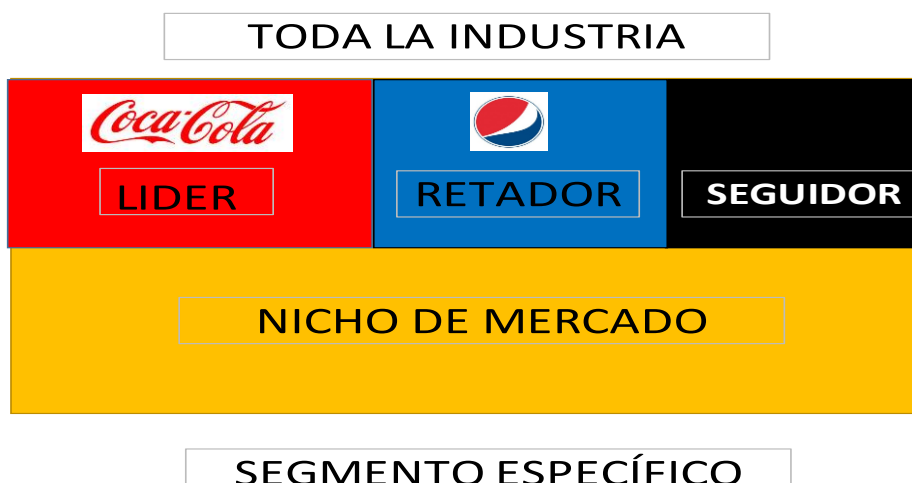 TODA LA INDUSTRIA
Coca-Cola
LIDER
RETADOR
SEGUIDOR
NICHO DE MERCADO
SEGMENTO ESPECÍFICO